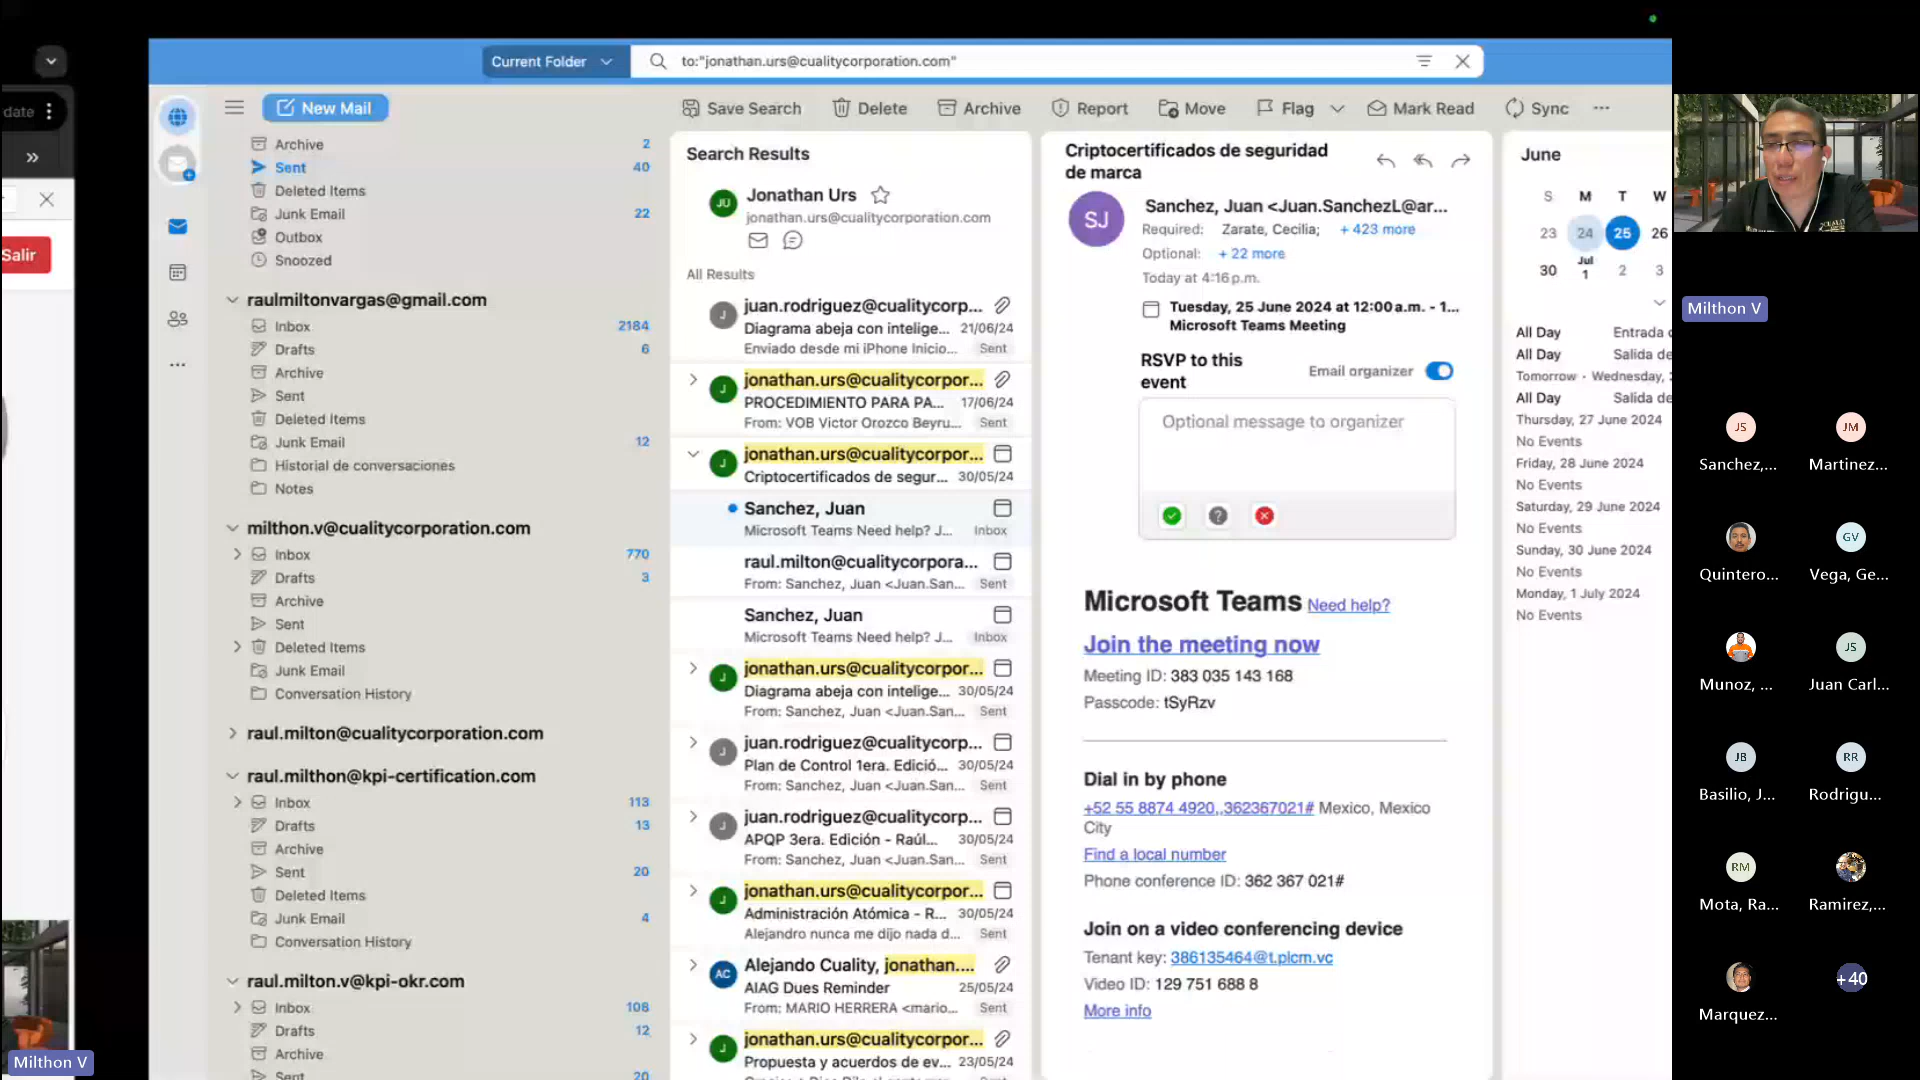 Current Folder
to:"jonathan.urs@cualitycorporation.com"
date
Salir
New Mail
Save Search
Delete
Archive
Report
Move
Flag
Mark Read
Sync
Archive 2
Sent 40
Deleted Items
Junk Email 22
Outbox
Snoozed
raulmiltonvargas@gmail.com
Inbox 2184
Drafts 6
Archive
Sent
Deleted Items
Junk Email 12
Historial de conversaciones
Notes
milthon.v@cualitycorporation.com
Inbox 770
Drafts 3
Archive
Sent
Deleted Items
Junk Email
Conversation History
raul.milton@cualitycorporation.com
raul.milthon@kpi-certification.com
Inbox 113
Drafts 13
Archive
Sent 20
Deleted Items
Junk Email 4
Conversation History
raul.milton.v@kpi-okr.com
Inbox 108
Drafts 12
Archive
Sent 20
Search Results
JU
Jonathan Urs
jonathan.urs@cualitycorporation.com
All Results
J
juan.rodriguez@cualitycorp...
Diagrama abeja con intelige... 21/06/24
Enviado desde mi iPhone Inicio... Sent
J
jonathan.urs@cualitycorpor...
PROCEDIMIENTO PARA PA... 17/06/24
From: VOB Victor Orozco Beyru... Sent
J
jonathan.urs@cualitycorpor...
Criptocertificados de segur... 30/05/24
Sanchez, Juan
Microsoft Teams Need help? J... Inbox
raul.milton@cualitycorpora...
From: Sanchez, Juan <Juan.San... Sent
Sanchez, Juan
Microsoft Teams Need help? J... Inbox
J
jonathan.urs@cualitycorpor...
Diagrama abeja con intelige... 30/05/24
From: Sanchez, Juan <Juan.San... Sent
J
juan.rodriguez@cualitycorp...
Plan de Control 1era. Edició... 30/05/24
From: Sanchez, Juan <Juan.San... Sent
J
juan.rodriguez@cualitycorp...
APQP 3era. Edición - Raúl... 30/05/24
From: Sanchez, Juan <Juan.San... Sent
J
jonathan.urs@cualitycorpor...
Administración Atómica - R... 30/05/24
Alejandro nunca me dijo nada d... Sent
AC
Alejando Cuality, jonathan....
AIAG Dues Reminder 25/05/24
From: MARIO HERRERA <mario... Sent
J
jonathan.urs@cualitycorpor...
Propuesta y acuerdos de ev... 23/05/24
Criptocertificados de seguridad
de marca
SJ
Sanchez, Juan <Juan.SanchezL@ar...
Required: Zarate, Cecilia; + 423 more
Optional: + 22 more
Today at 4:16 p.m.
Tuesday, 25 June 2024 at 12:00 a.m. - 1...
Microsoft Teams Meeting
RSVP to this
event
Email organizer
Optional message to organizer
Microsoft Teams Need help?
Join the meeting now
Meeting ID: 383 035 143 168
Passcode: tSyRzv
Dial in by phone
+52 55 8874 4920,,362367021# Mexico, Mexico
City
Find a local number
Phone conference ID: 362 367 021#
Join on a video conferencing device
Tenant key: 386135464@t.plcm.vc
Video ID: 129 751 688 8
More info
June
S M T W
23 24 25 26
30 Jul 1 2 3
All Day Entrada
All Day Salida de
Tomorrow · Wednesday, 2
All Day Salida de
Thursday, 27 June 2024
No Events
Friday, 28 June 2024
No Events
Saturday, 29 June 2024
No Events
Sunday, 30 June 2024
No Events
Monday, 1 July 2024
No Events
Milthon V
JS
Sanchez,...
JM
Martinez...
Quintero...
GV
Vega, Ge...
Munoz, ...
JS
Juan Carl...
JB
Basilio, J...
RR
Rodrigu...
RM
Mota, Ra...
Ramirez,...
Marquez...
+40
Milthon V